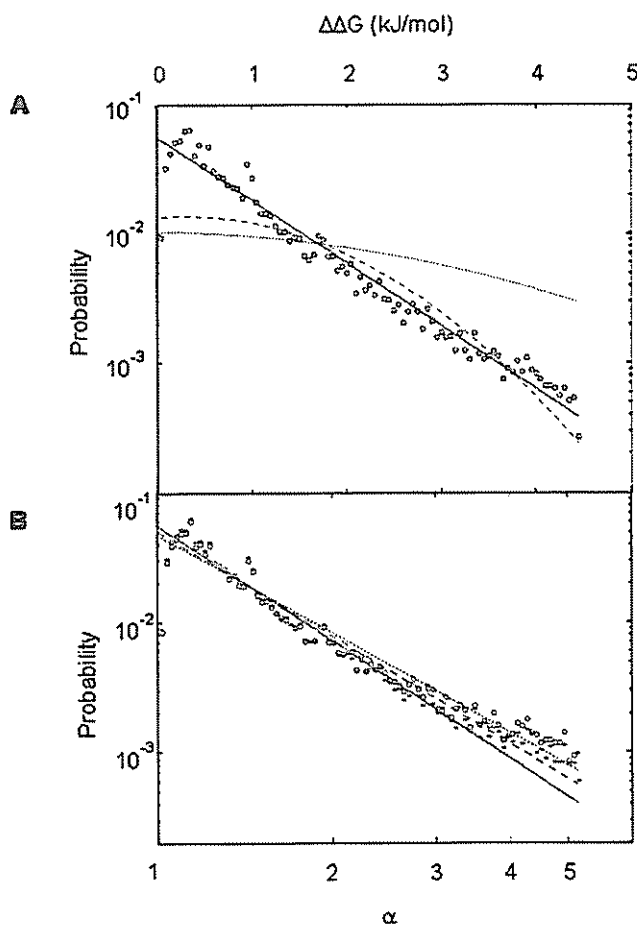 ΔΔG (kJ/mol)
0 1 2 3 4 5
A
10⁻¹
10⁻²
10⁻³
Probability
B
10⁻¹
10⁻²
10⁻³
Probability
1 2 3 4 5
α